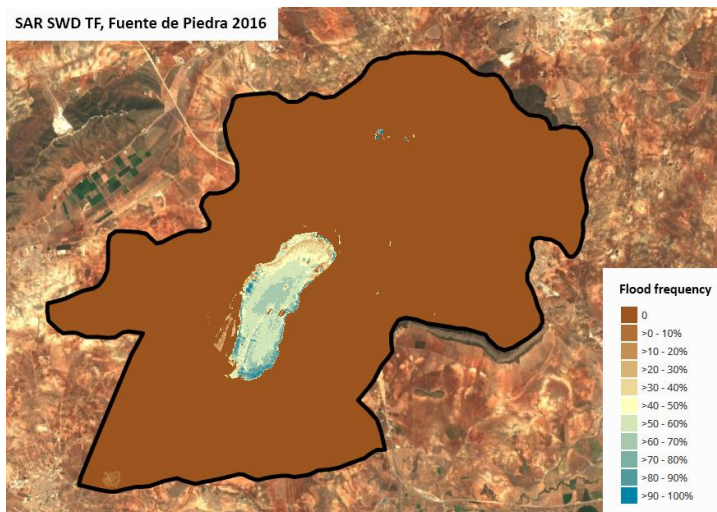 SAR SWD TF, Fuente de Piedra 2016
Flood frequency
0
>0 - 10%
>10 - 20%
>20 - 30%
>30 - 40%
>40 - 50%
>50 - 60%
>60 - 70%
>70 - 80%
>80 - 90%
>90 - 100%